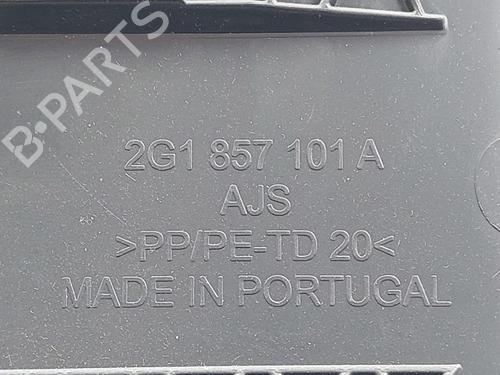 B-PARTS
2G1 857 101 A
AJS
>PP/PE-TD 20<
MADE IN PORTUGAL